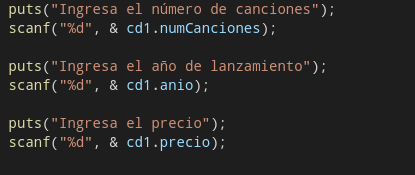 puts("Ingresa el número de canciones");
scanf("%d", & cd1.numCanciones);
puts("Ingresa el año de lanzamiento");
scanf("%d", & cd1.anio);
puts("Ingresa el precio");
scanf("%d", & cd1.precio);